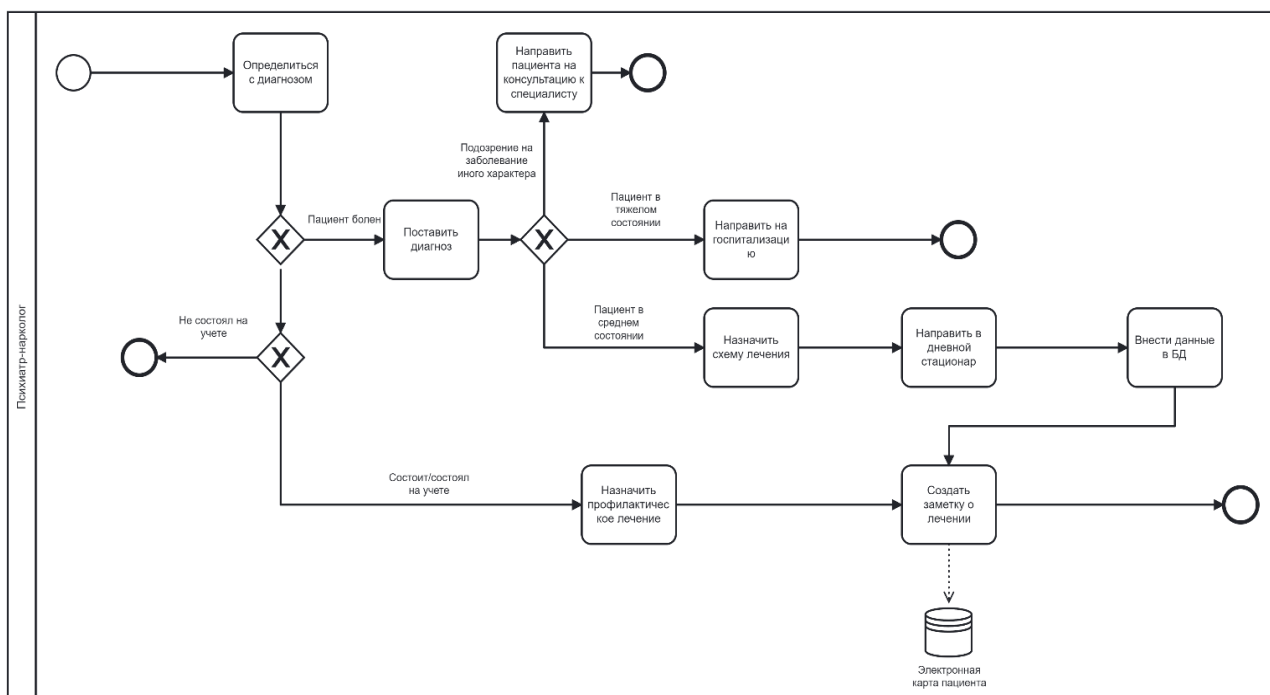 Психиатр-нарколог
Определиться
с диагнозом
Направить
пациента на
консультацию к
специалисту
Подозрение на
заболевание
иного характера
Пациент болен
Поставить
диагноз
Пациент в
тяжелом
состоянии
Направить на
госпитализаци
ю
Не состоял на
учете
Пациент в
среднем
состоянии
Назначить
схему лечения
Направить в
дневной
стационар
Внести данные
в БД
Состоит/состоял
на учете
Назначить
профилактичес
кое лечение
Создать
заметку о
лечении
Электронная
карта пациента